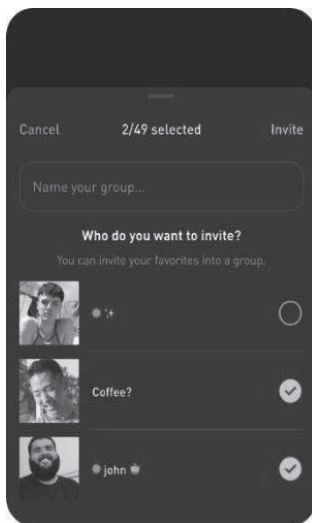 Cancel 2/49 selected Invite
Name your group...
Who do you want to invite?
You can invite your favorites into a group.
Coffee?
john